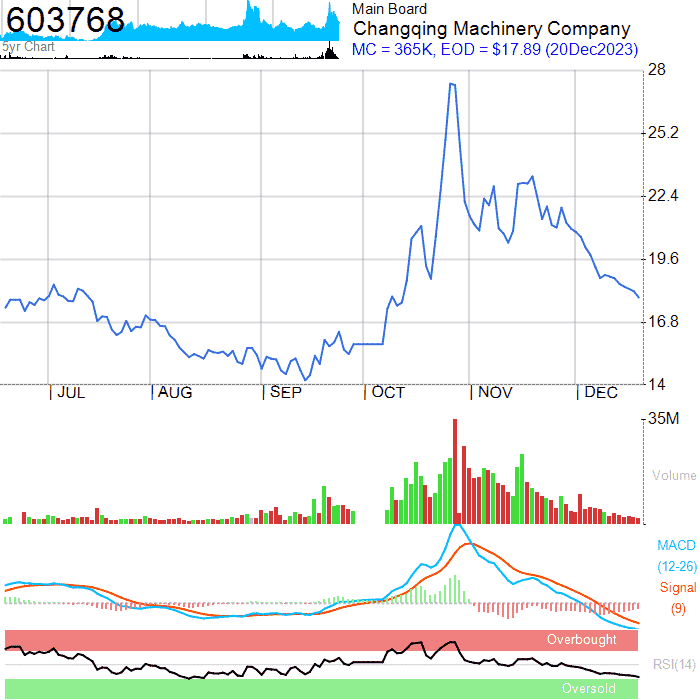 603768
5yr Chart
Main Board
Changqing Machinery Company
MC = 365K, EOD = $17.89 (20Dec2023)
28
25.2
22.4
19.6
16.8
14
JUL AUG SEP OCT NOV DEC
35M
Volume
MACD
(12-26)
Signal
(9)
Overbought
RSI(14)
Oversold